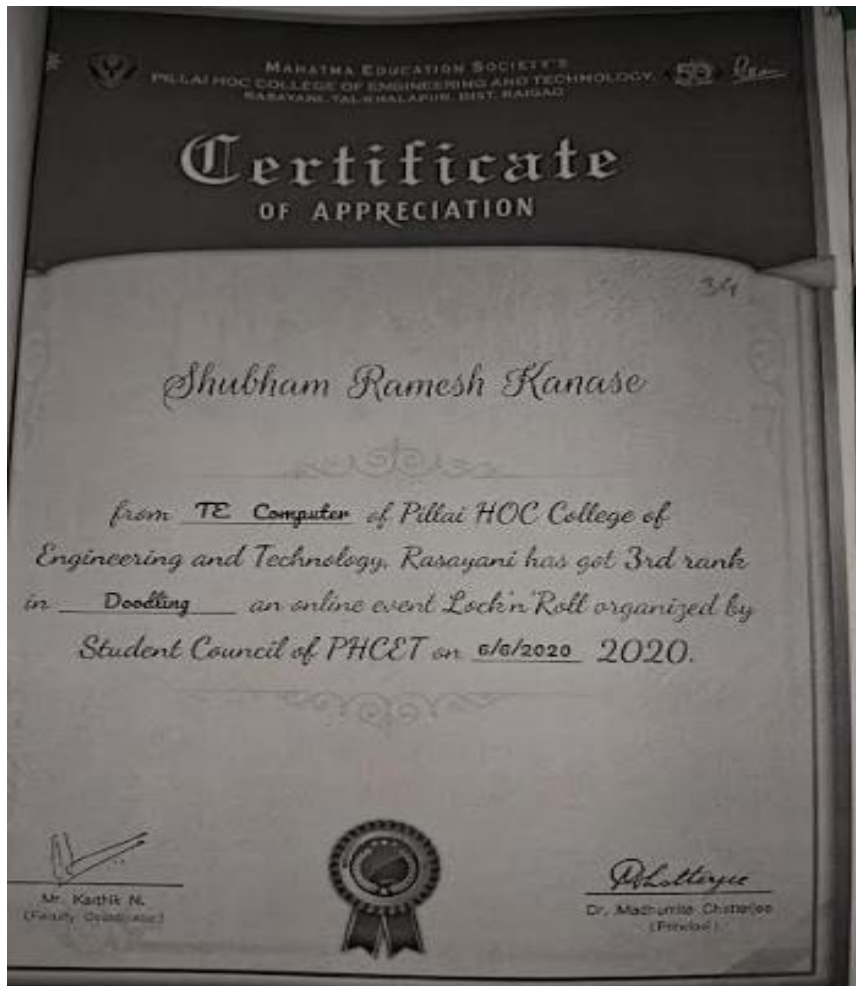 MAHATMA EDUCATION SOCIETY'S
PILLAI HOC COLLEGE OF ENGINEERING AND TECHNOLOGY,
RASAYANI, TAL-KHALAPUR, DIST. RAIGAD
50
Certificate
OF APPRECIATION
34
Shubham Ramesh Kanase
from TE Computer of Pillai HOC College of
Engineering and Technology, Rasayani has got 3rd rank
in Doodling an online event Lock'n'Roll organized by
Student Council of PHCET on 6/6/2020 2020.
Mr. Karthik N.
(Faculty Coordinator)
Dr. Madhumita Chatterjee
(Principal)